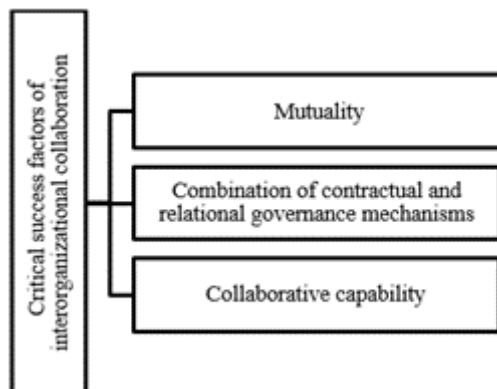 Critical success factors of
interorganizational collaboration
Mutuality
Combination of contractual and
relational governance mechanisms
Collaborative capability